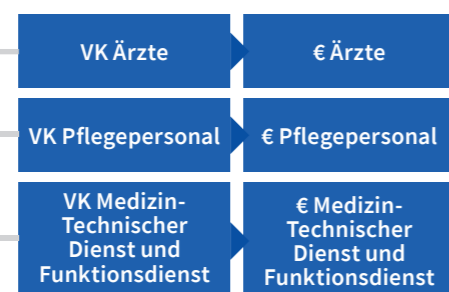 VK Ärzte
€ Ärzte
VK Pflegepersonal
€ Pflegepersonal
VK Medizin-
Technischer
Dienst und
Funktionsdienst
€ Medizin-
Technischer
Dienst und
Funktionsdienst